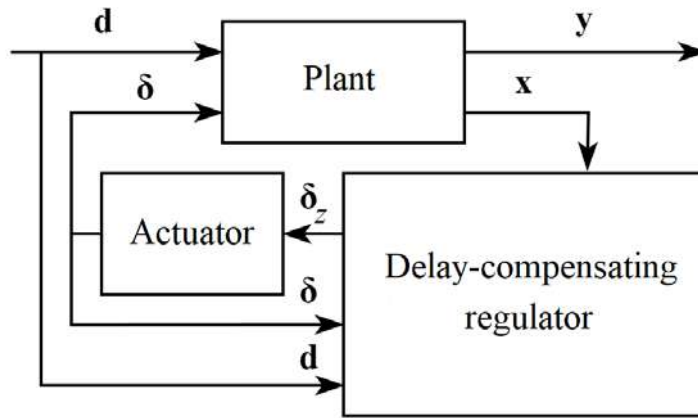 d
y
Plant
δ
x
δz
Actuator
Delay-compensating
regulator
δ
d